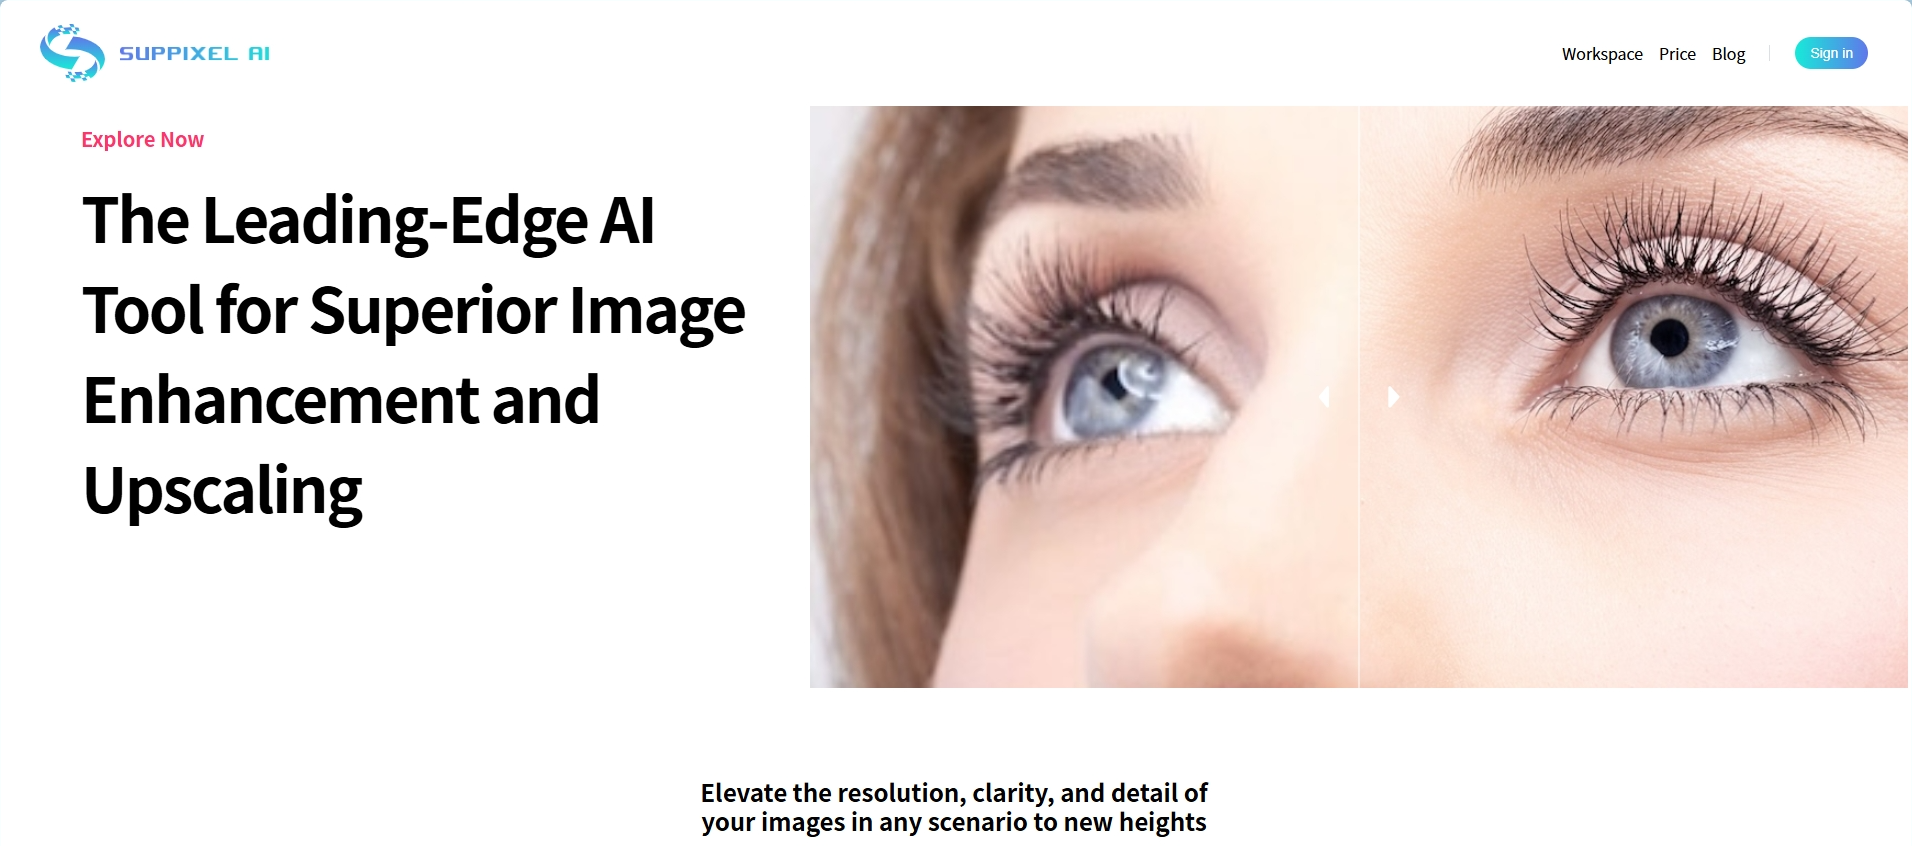 SUPPIXEL AI
Workspace Price Blog Sign in
Explore Now
The Leading-Edge AI
Tool for Superior Image
Enhancement and
Upscaling
Elevate the resolution, clarity, and detail of
your images in any scenario to new heights